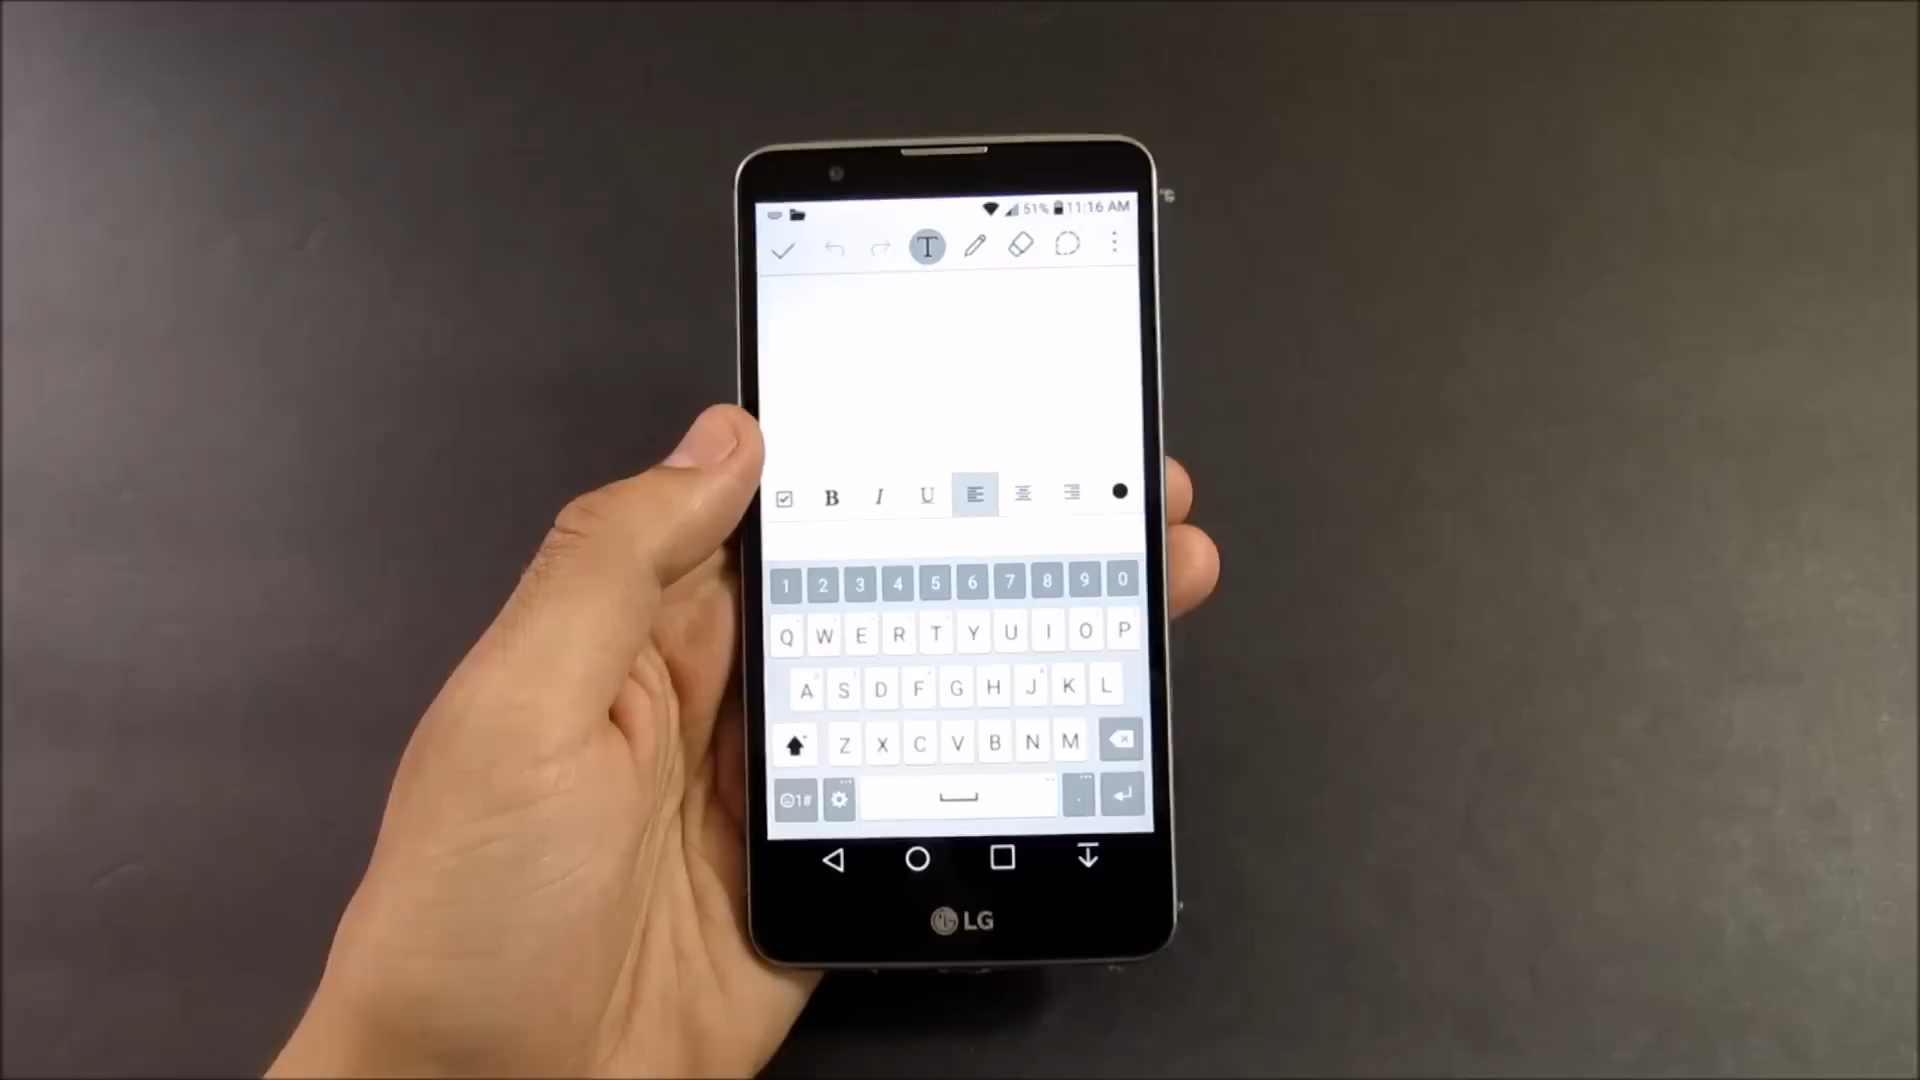 51% 11:16 AM
T
B I U
1 2 3 4 5 6 7 8 9 0
Q W E R T Y U I O P
A S D F G H J K L
Z X C V B N M
1# .
LG